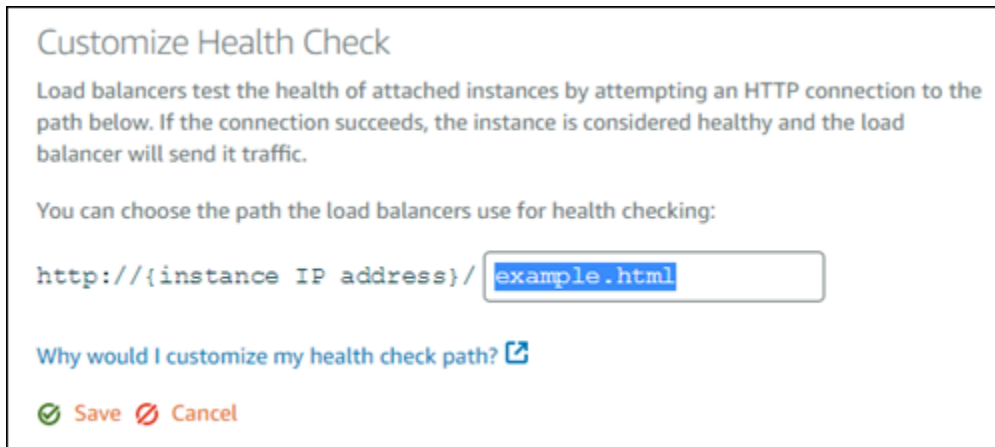 Customize Health Check
Load balancers test the health of attached instances by attempting an HTTP connection to the
path below. If the connection succeeds, the instance is considered healthy and the load
balancer will send it traffic.
You can choose the path the load balancers use for health checking:
http://{instance IP address}/ example.html
Why would I customize my health check path?
Save Cancel